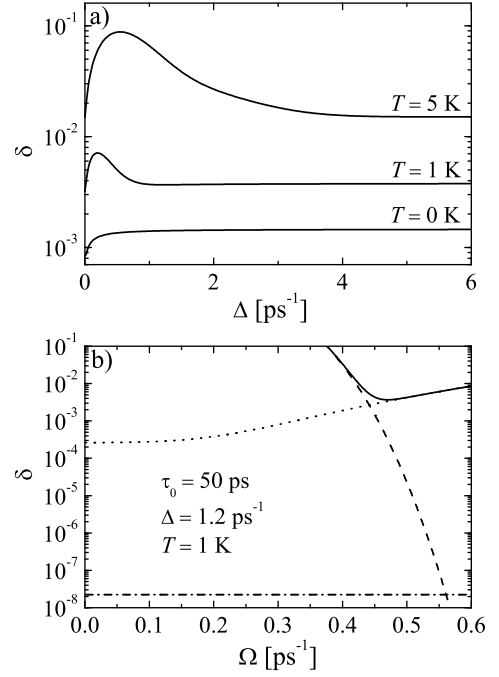 a)
10⁻¹
10⁻²
10⁻³
δ
T = 5 K
T = 1 K
T = 0 K
0 2 4 6
Δ [ps⁻¹]
b)
10⁻¹
10⁻²
10⁻³
10⁻⁴
10⁻⁵
10⁻⁶
10⁻⁷
10⁻⁸
δ
τ₀ = 50 ps
Δ = 1.2 ps⁻¹
T = 1 K
0.0 0.1 0.2 0.3 0.4 0.5 0.6
Ω [ps⁻¹]